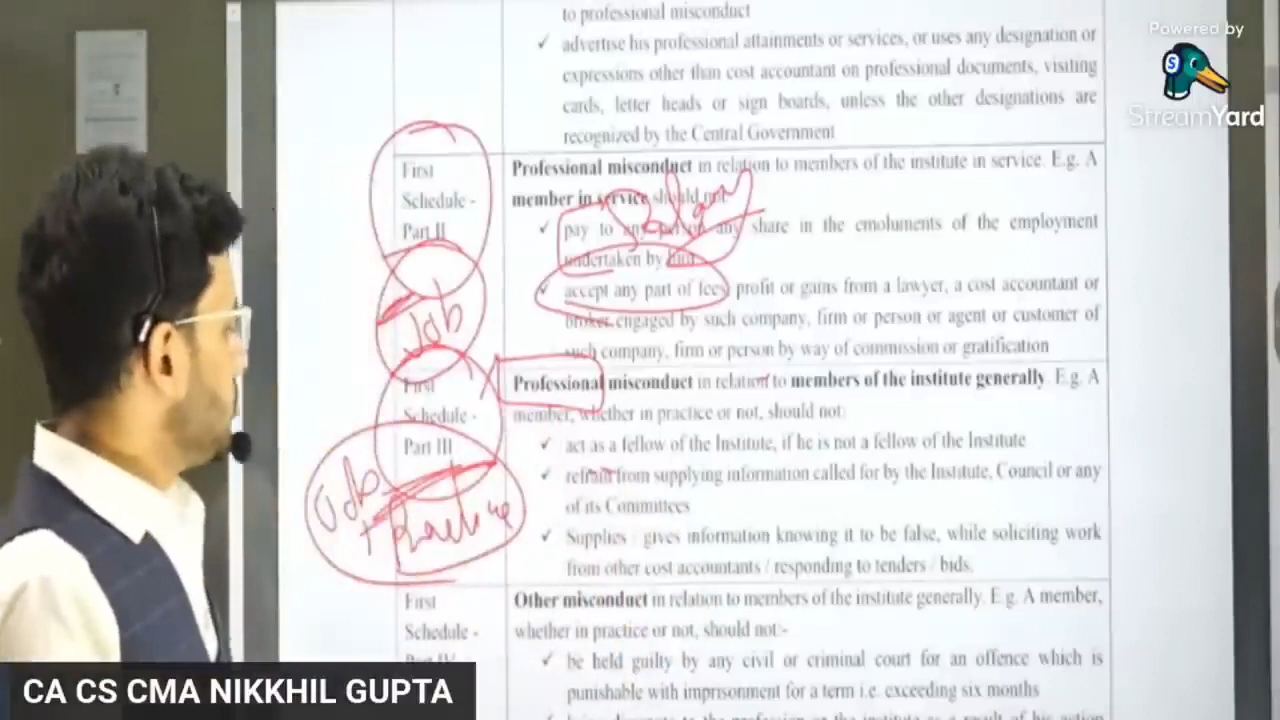 to professional misconduct
✓ advertise his professional attainments or services, or uses any designation or
expressions other than cost accountant on professional documents, visiting
cards, letter heads or sign boards, unless the other designations are
recognized by the Central Government
First
Schedule -
Part II
Professional misconduct in relation to members of the institute in service. E.g. A
member in service should not
✓ pay to any person any share in the emoluments of the employment
undertaken by him
✓ accept any part of fees profit or gains from a lawyer, a cost accountant or
broker engaged by such company, firm or person or agent or customer of
such company, firm or person by way of commission or gratification
Salary
Job
First
Schedule -
Part III
Professional misconduct in relation to members of the institute generally. E.g. A
member, whether in practice or not, should not:
✓ act as a fellow of the Institute, if he is not a fellow of the Institute
✓ refrain from supplying information called for by the Institute, Council or any
of its Committees
✓ Supplies / gives information knowing it to be false, while soliciting work
from other cost accountants / responding to tenders / bids.
Job
+ Practice
First
Schedule -
Part IV
Other misconduct in relation to members of the institute generally. E.g. A member,
whether in practice or not, should not:-
✓ be held guilty by any civil or criminal court for an offence which is
punishable with imprisonment for a term i.e. exceeding six months
Powered by
StreamYard
CA CS CMA NIKKHIL GUPTA